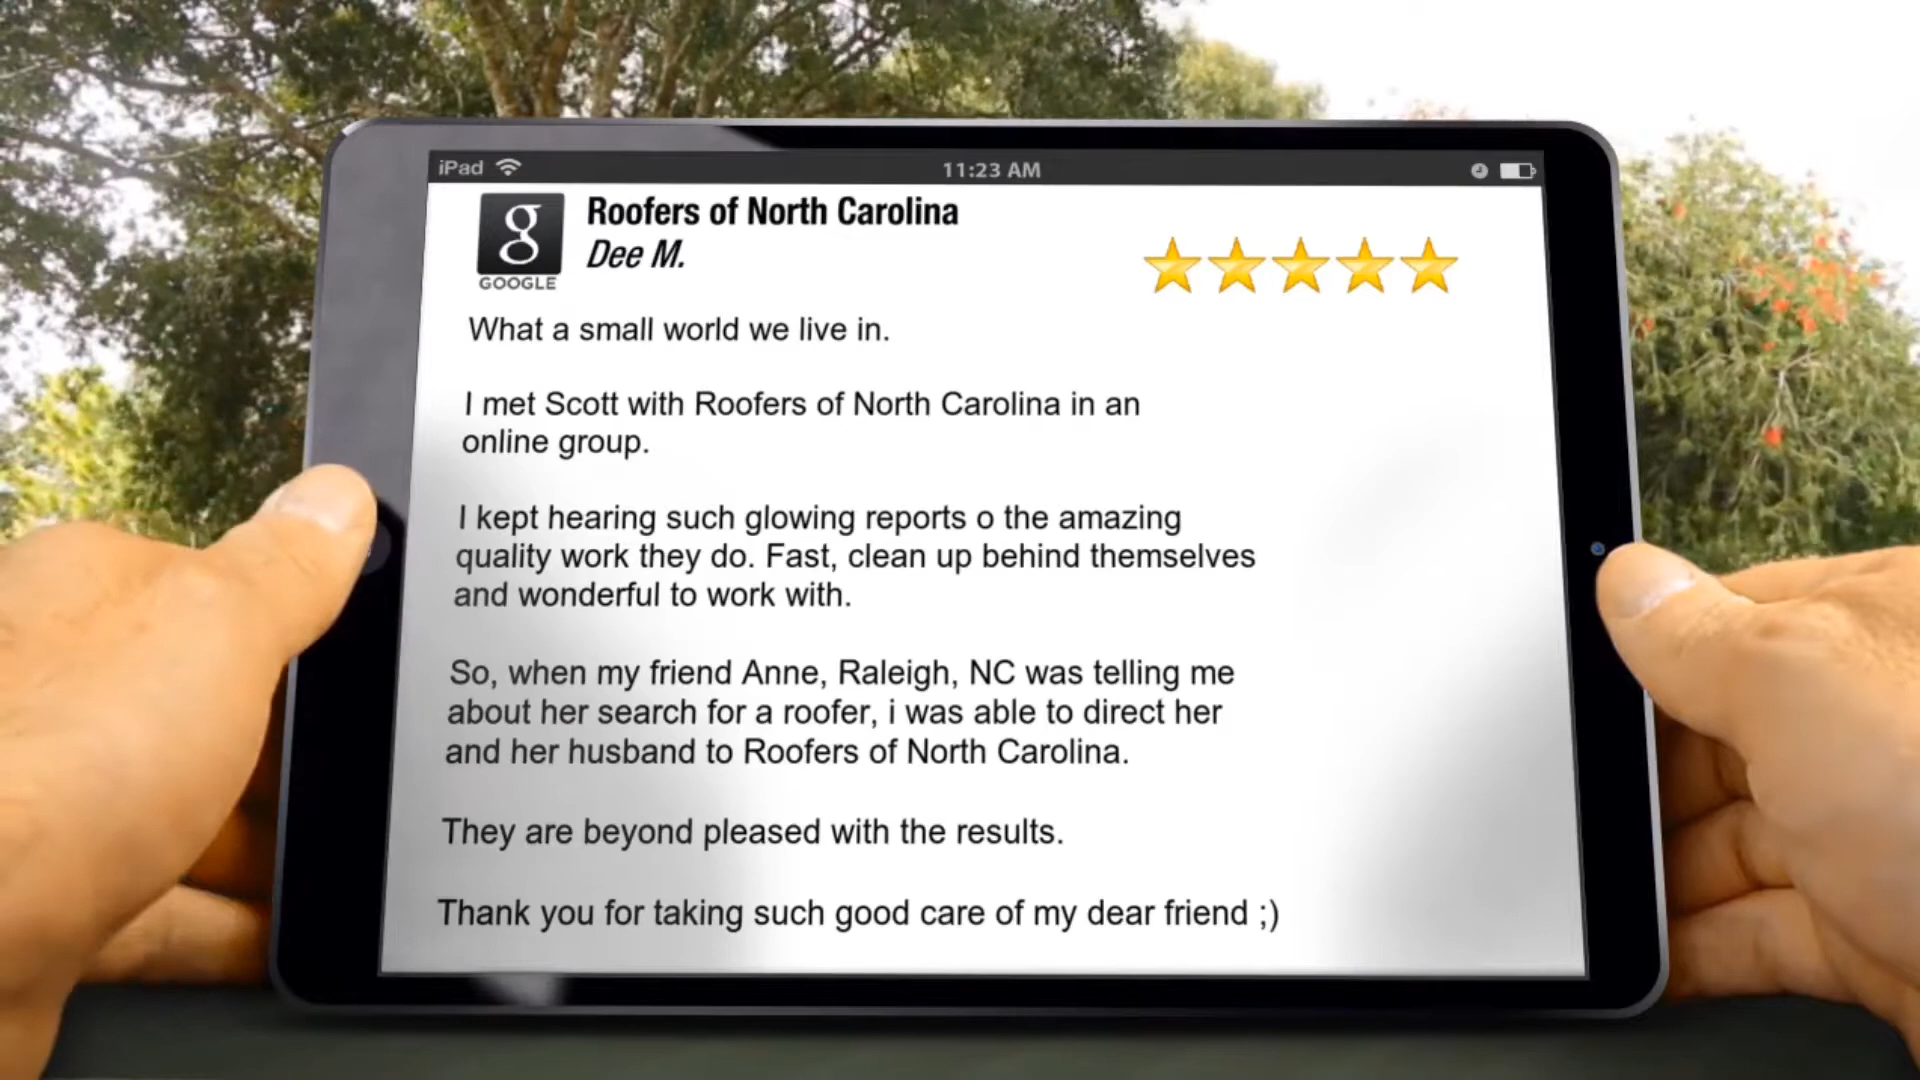 iPad
11:23 AM
g
GOOGLE
Roofers of North Carolina
Dee M.
What a small world we live in.
I met Scott with Roofers of North Carolina in an
online group.
I kept hearing such glowing reports o the amazing
quality work they do. Fast, clean up behind themselves
and wonderful to work with.
So, when my friend Anne, Raleigh, NC was telling me
about her search for a roofer, i was able to direct her
and her husband to Roofers of North Carolina.
They are beyond pleased with the results.
Thank you for taking such good care of my dear friend ;)